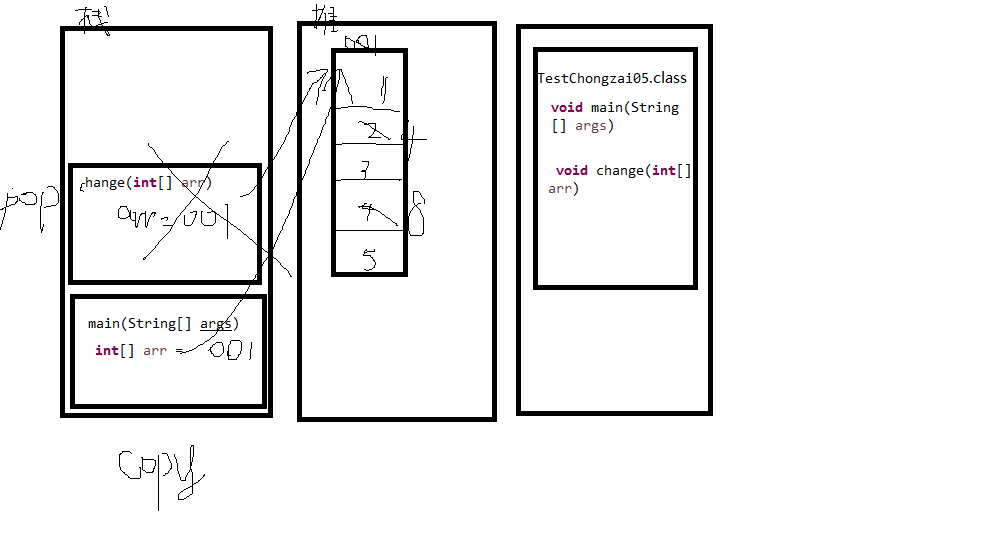 栈
堆
001
1
2 4
3
4 8
5
pop
change(int[] arr)
arr = 001
main(String[] args)
int[] arr = 001
copy
TestChongzai05.class
void main(String
[] args)
void change(int[]
arr)